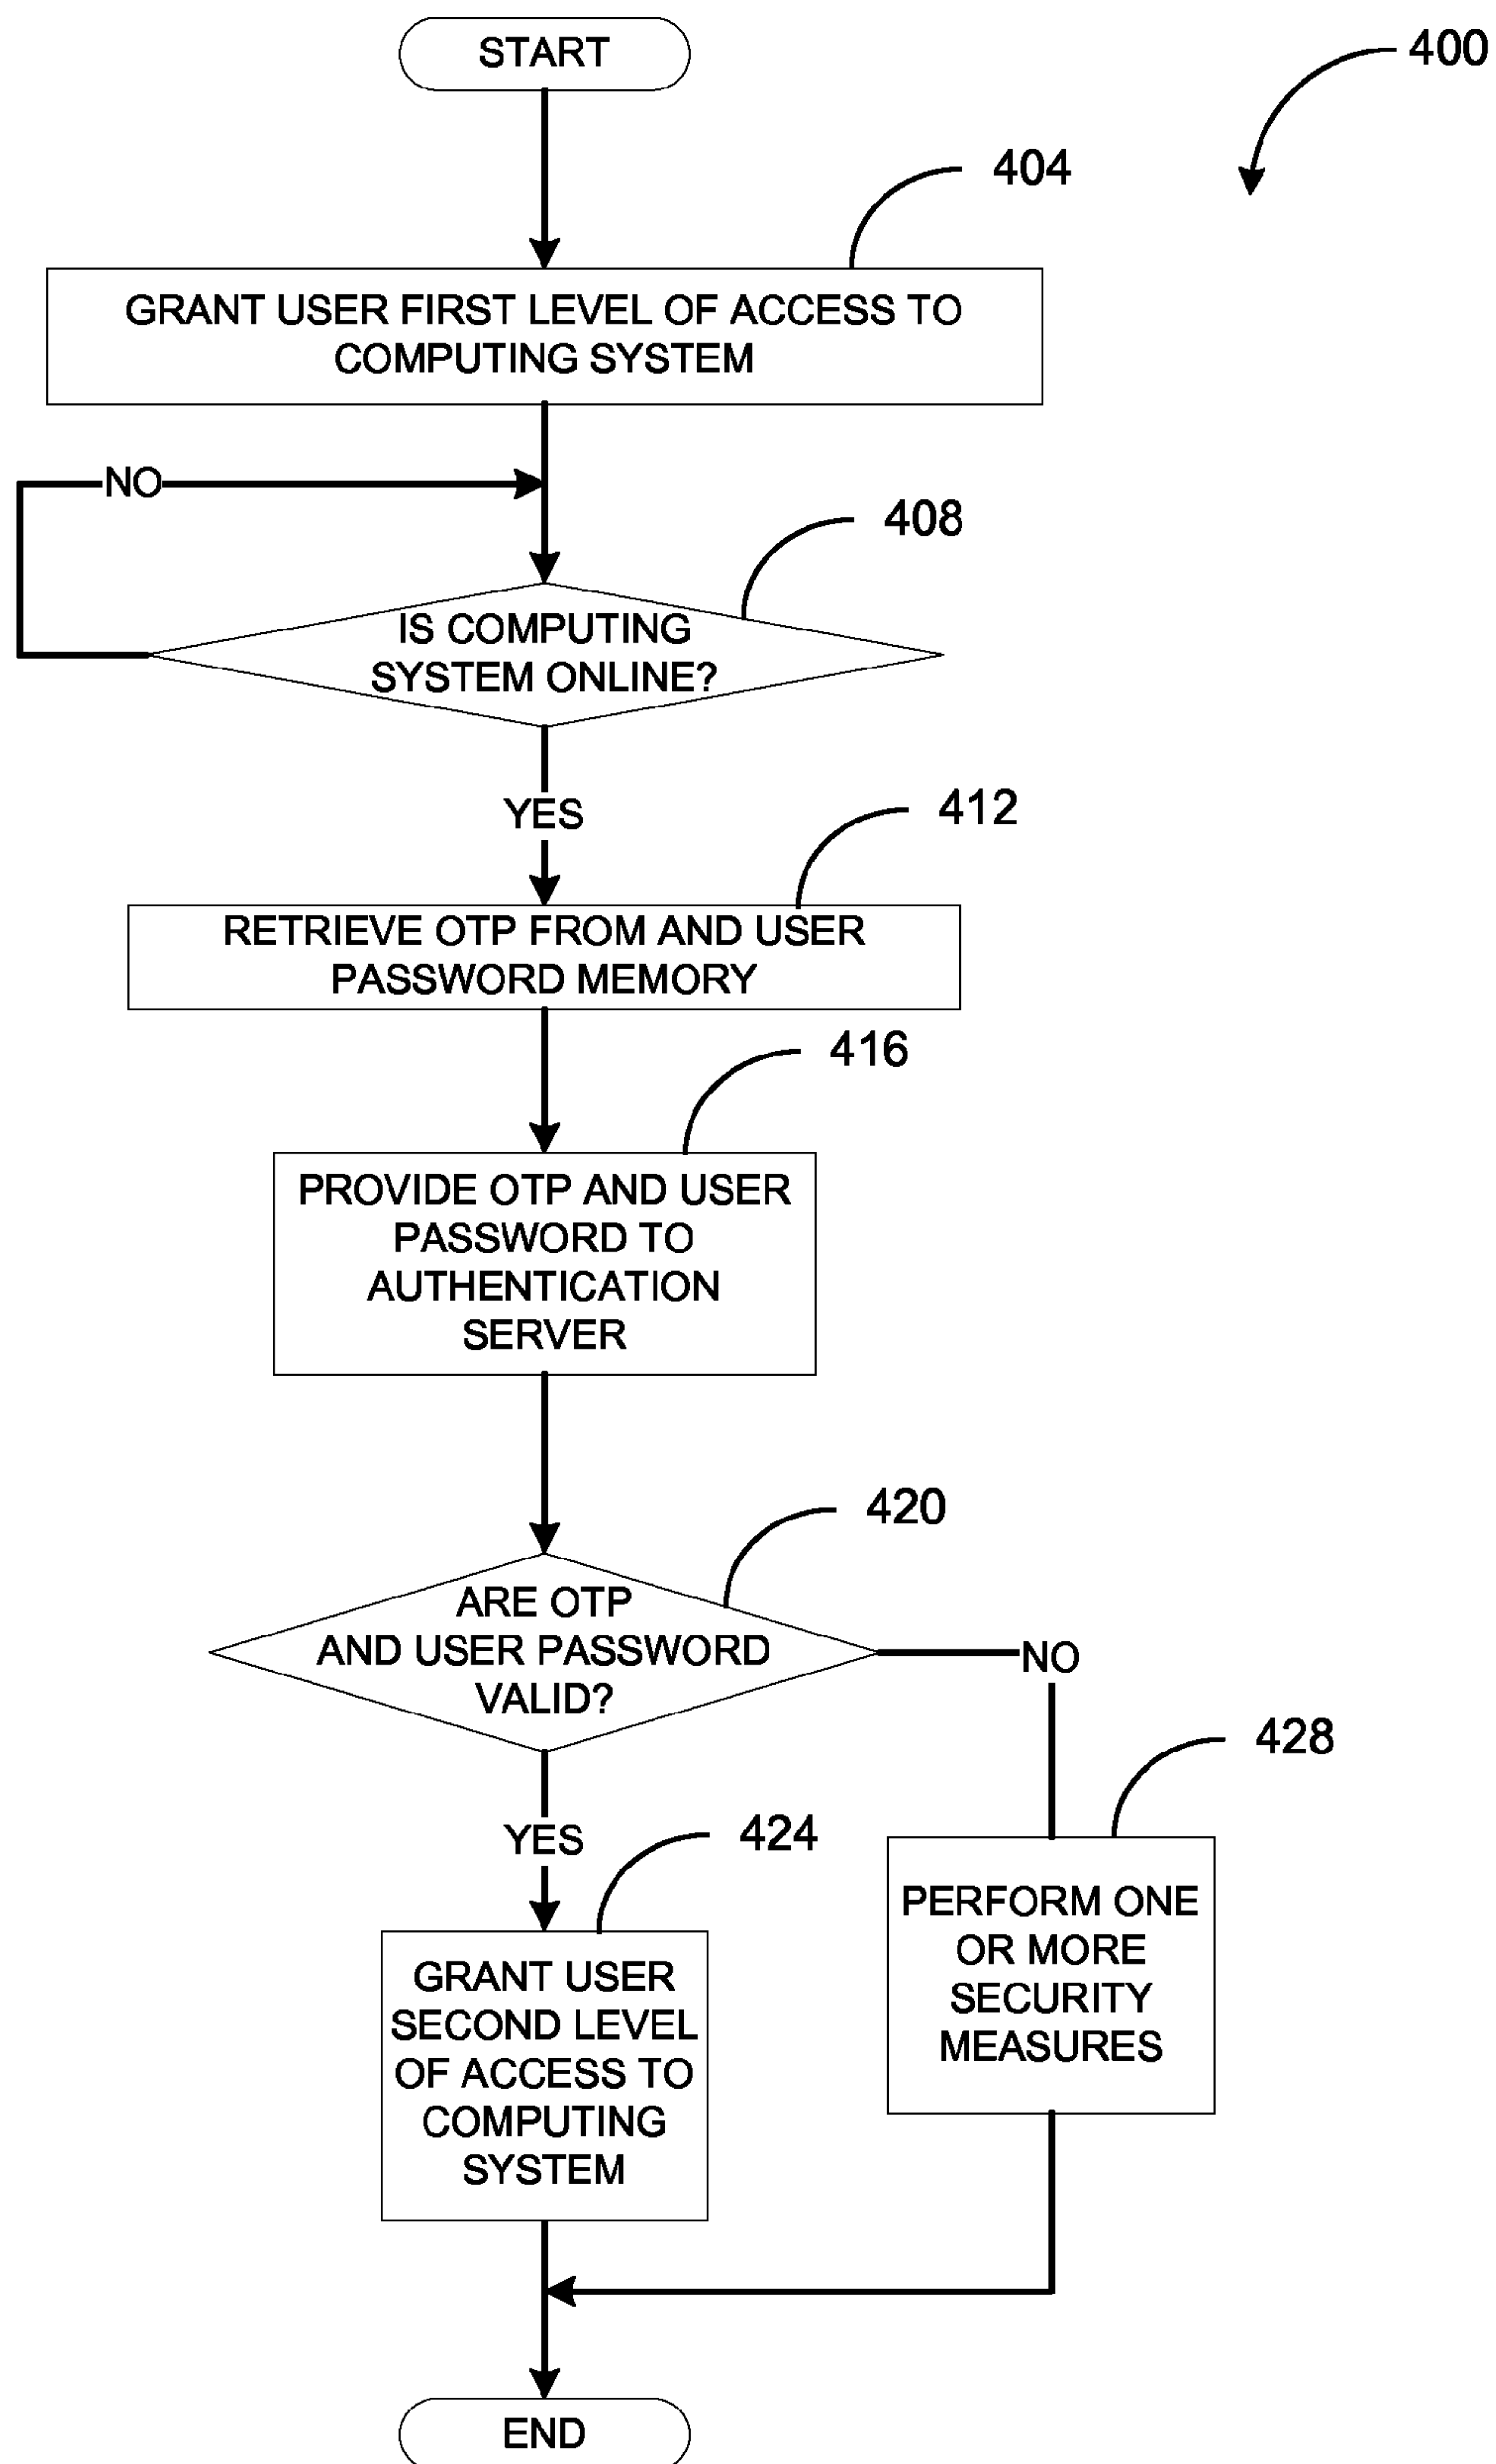 START
400
404
GRANT USER FIRST LEVEL OF ACCESS TO
COMPUTING SYSTEM
NO
408
IS COMPUTING
SYSTEM ONLINE?
YES
412
RETRIEVE OTP FROM AND USER
PASSWORD MEMORY
416
PROVIDE OTP AND USER
PASSWORD TO
AUTHENTICATION
SERVER
420
ARE OTP
AND USER PASSWORD
VALID?
NO
428
YES
424
PERFORM ONE
OR MORE
SECURITY
MEASURES
GRANT USER
SECOND LEVEL
OF ACCESS TO
COMPUTING
SYSTEM
END